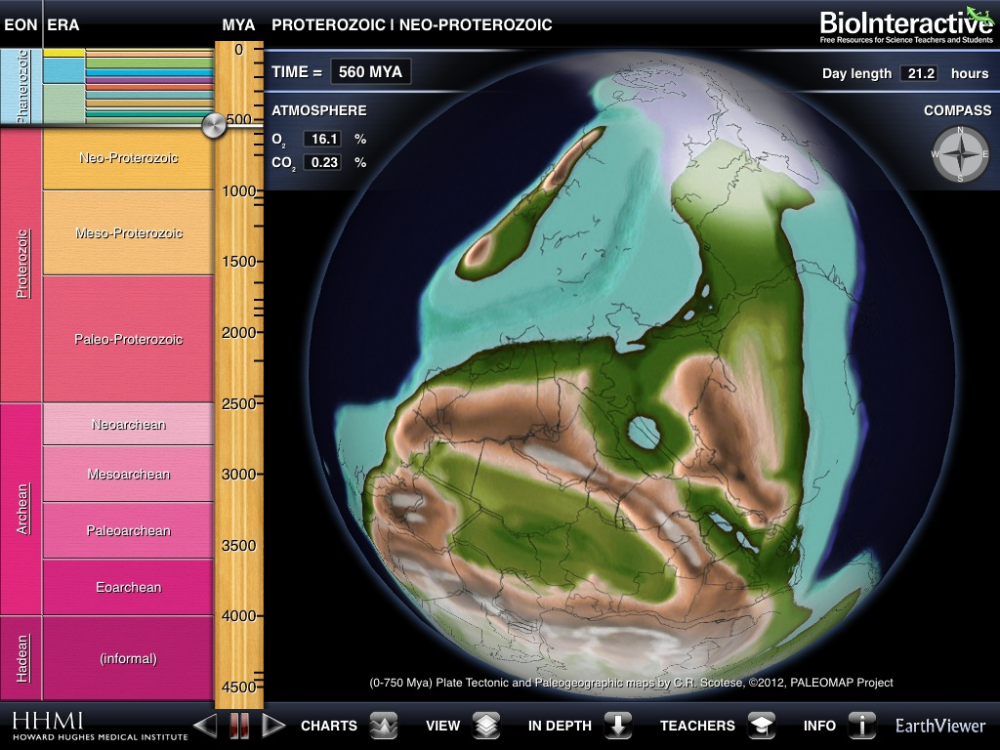 EON ERA MYA PROTEROZOIC | NEO-PROTEROZOIC
BioInteractive
Free Resources for Science Teachers and Students
TIME = 560 MYA
Day length 21.2 hours
ATMOSPHERE
O2 16.1 %
CO2 0.23 %
COMPASS
N
W E
S
Phanerozoic
Proterozoic
Archean
Hadean
Neo-Proterozoic
Meso-Proterozoic
Paleo-Proterozoic
Neoarchean
Mesoarchean
Paleoarchean
Eoarchean
(informal)
0
500
1000
1500
2000
2500
3000
3500
4000
4500
(0-750 Mya) Plate Tectonic and Paleogeographic maps by C.R. Scotese, ©2012, PALEOMAP Project
HHMI
HOWARD HUGHES MEDICAL INSTITUTE
CHARTS VIEW IN DEPTH TEACHERS INFO i EarthViewer